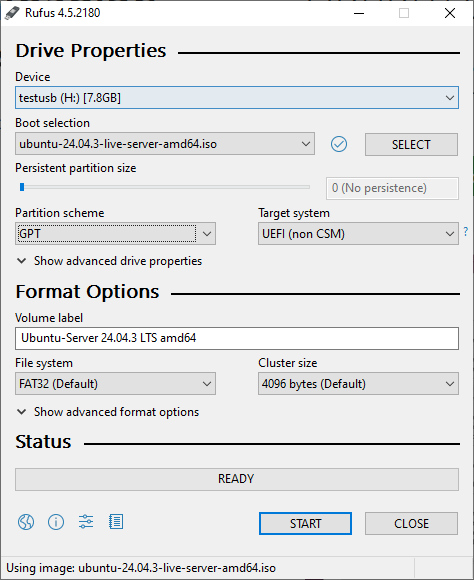 Rufus 4.5.2180
Drive Properties
Device
testusb (H:) [7.8GB]
Boot selection
ubuntu-24.04.3-live-server-amd64.iso
SELECT
Persistent partition size
0 (No persistence)
Partition scheme
Target system
GPT
UEFI (non CSM)
?
Show advanced drive properties
Format Options
Volume label
Ubuntu-Server 24.04.3 LTS amd64
File system
Cluster size
FAT32 (Default)
4096 bytes (Default)
Show advanced format options
Status
READY
START
CLOSE
Using image: ubuntu-24.04.3-live-server-amd64.iso